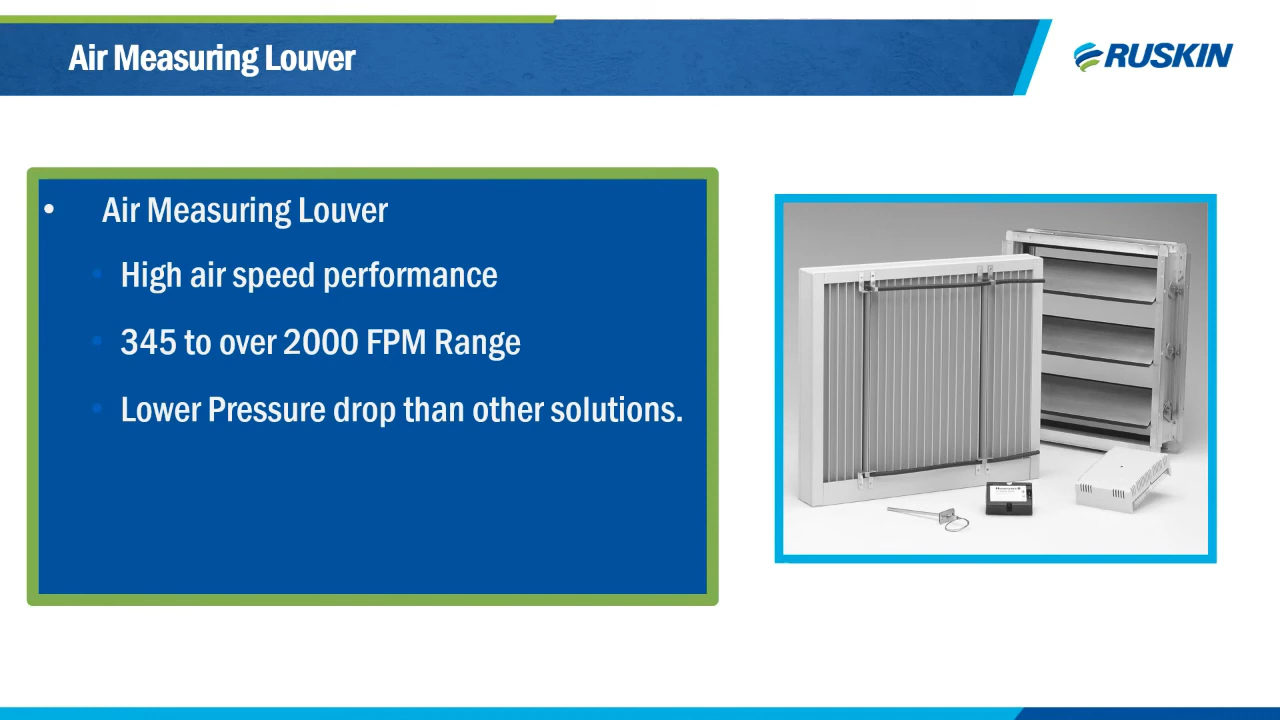 Air Measuring Louver
RUSKIN
• Air Measuring Louver
▪ High air speed performance
▪ 345 to over 2000 FPM Range
▪ Lower Pressure drop than other solutions.